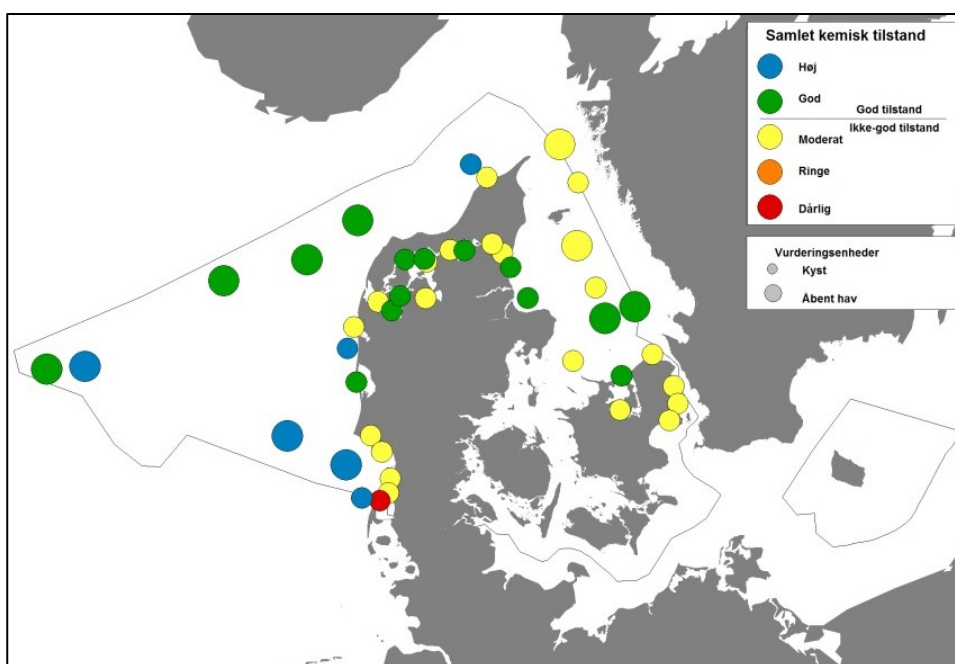 Samlet kemisk tilstand
Høj
God
God tilstand
Ikke-god tilstand
Moderat
Ringe
Dårlig
Vurderingsenheder
Kyst
Åbent hav